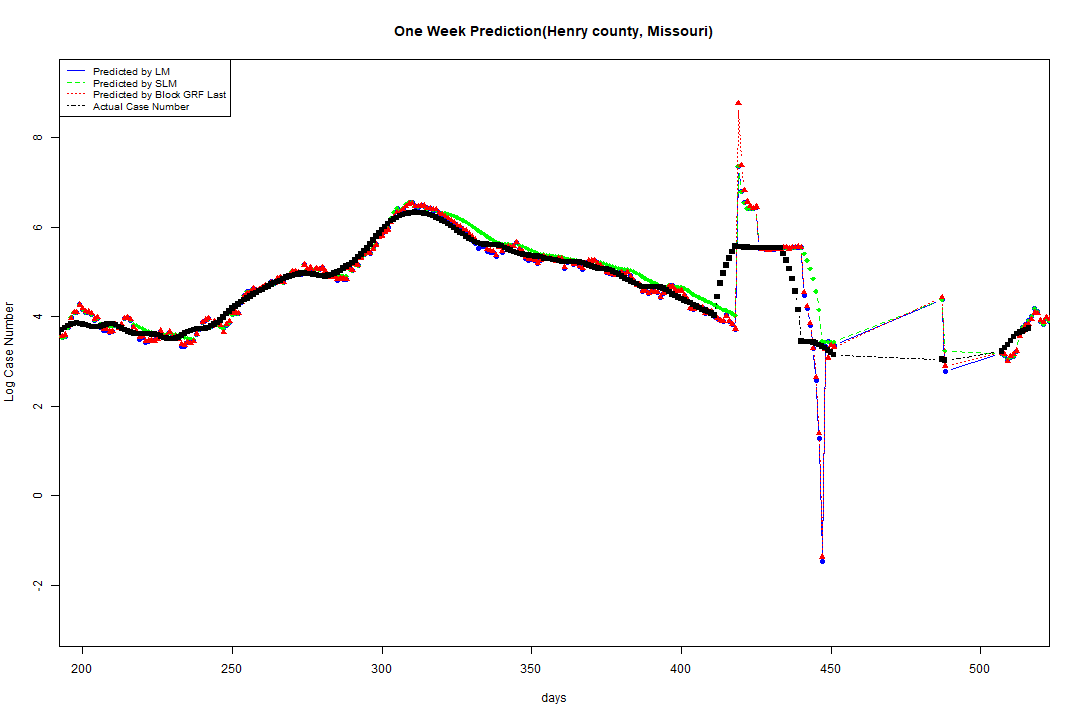 One Week Prediction(Henry county, Missouri)
Predicted by LM
Predicted by SLM
Predicted by Block GRF Last
Actual Case Number
8
6
4
2
0
-2
Log Case Number
200 250 300 350 400 450 500
days